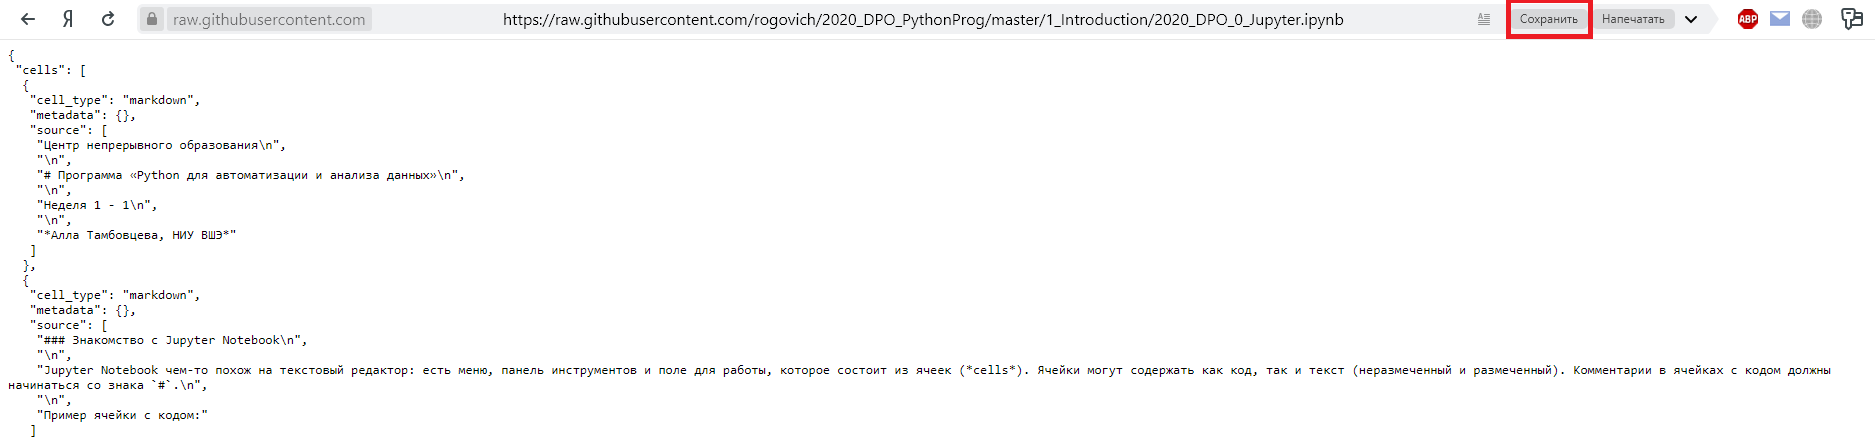 Я raw.githubusercontent.com https://raw.githubusercontent.com/rogovich/2020_DPO_PythonProg/master/1_Introduction/2020_DPO_0_Jupyter.ipynb Сохранить Напечатать ABP
{
 "cells": [
  {
   "cell_type": "markdown",
   "metadata": {},
   "source": [
    "Центр непрерывного образования\n",
    "\n",
    "# Программа «Python для автоматизации и анализа данных»\n",
    "\n",
    "Неделя 1 - 1\n",
    "\n",
    "*Алла Тамбовцева, НИУ ВШЭ*"
   ]
  },
  {
   "cell_type": "markdown",
   "metadata": {},
   "source": [
    "### Знакомство с Jupyter Notebook\n",
    "\n",
    "Jupyter Notebook чем-то похож на текстовый редактор: есть меню, панель инструментов и поле для работы, которое состоит из ячеек (*cells*). Ячейки могут содержать как код, так и текст (неразмеченный и размеченный). Комментарии в ячейках с кодом должны
начинаться со знака `#`.\n",
    "\n",
    "Пример ячейки с кодом:"
   ]